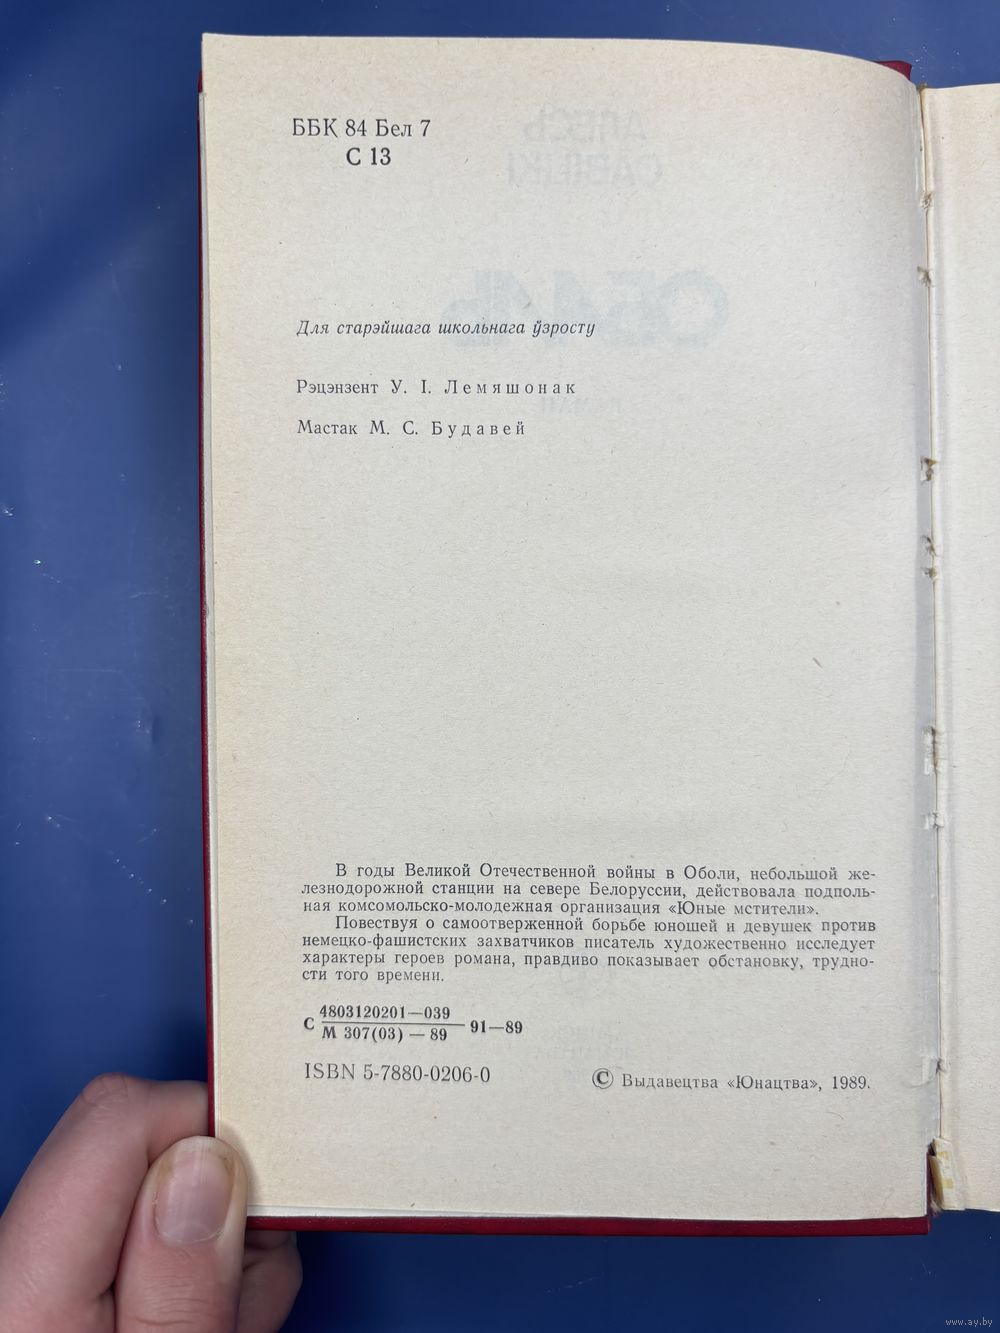 ББК 84 Бел 7
С 13
Для старэйшага школьнага ўзросту
Рэцэнзент У. І. Лемяшонак
Мастак М. С. Будавей
В годы Великой Отечественной войны в Оболи, небольшой же-
лезнодорожной станции на севере Белоруссии, действовала подполь-
ная комсомольско-молодежная организация «Юные мстители».
Повествуя о самоотверженной борьбе юношей и девушек против
немецко-фашистских захватчиков писатель художественно исследует
характеры героев романа, правдиво показывает обстановку, трудно-
сти того времени.
С 4803120201—039
М 307(03) — 89 91—89
ISBN 5-7880-0206-0
© Выдавецтва «Юнацтва», 1989.
www.ay.by